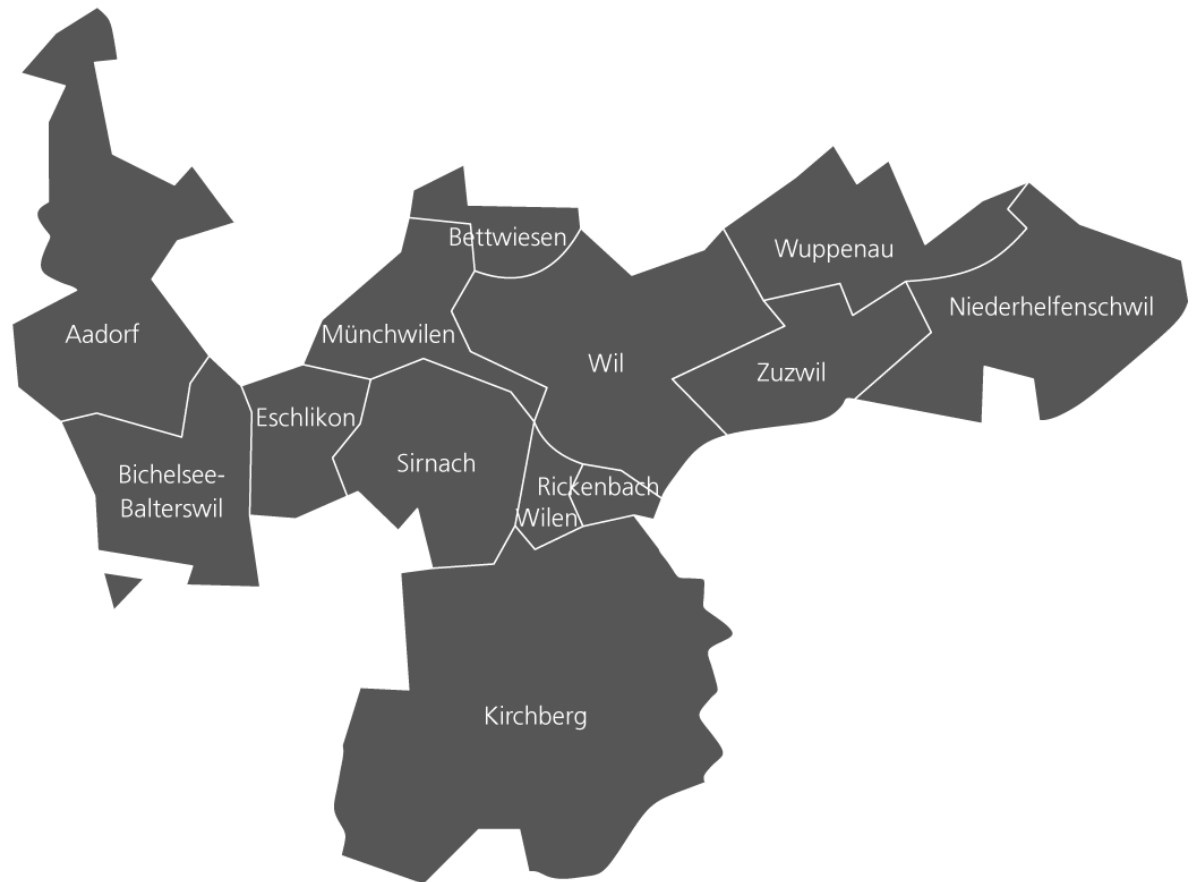 Bettwiesen
Wuppenau
Niederhelfenschwil
Aadorf
Münchwilen
Wil
Zuzwil
Eschlikon
Sirnach
Bichelsee-
Balterswil
Rickenbach
Wilen
Kirchberg